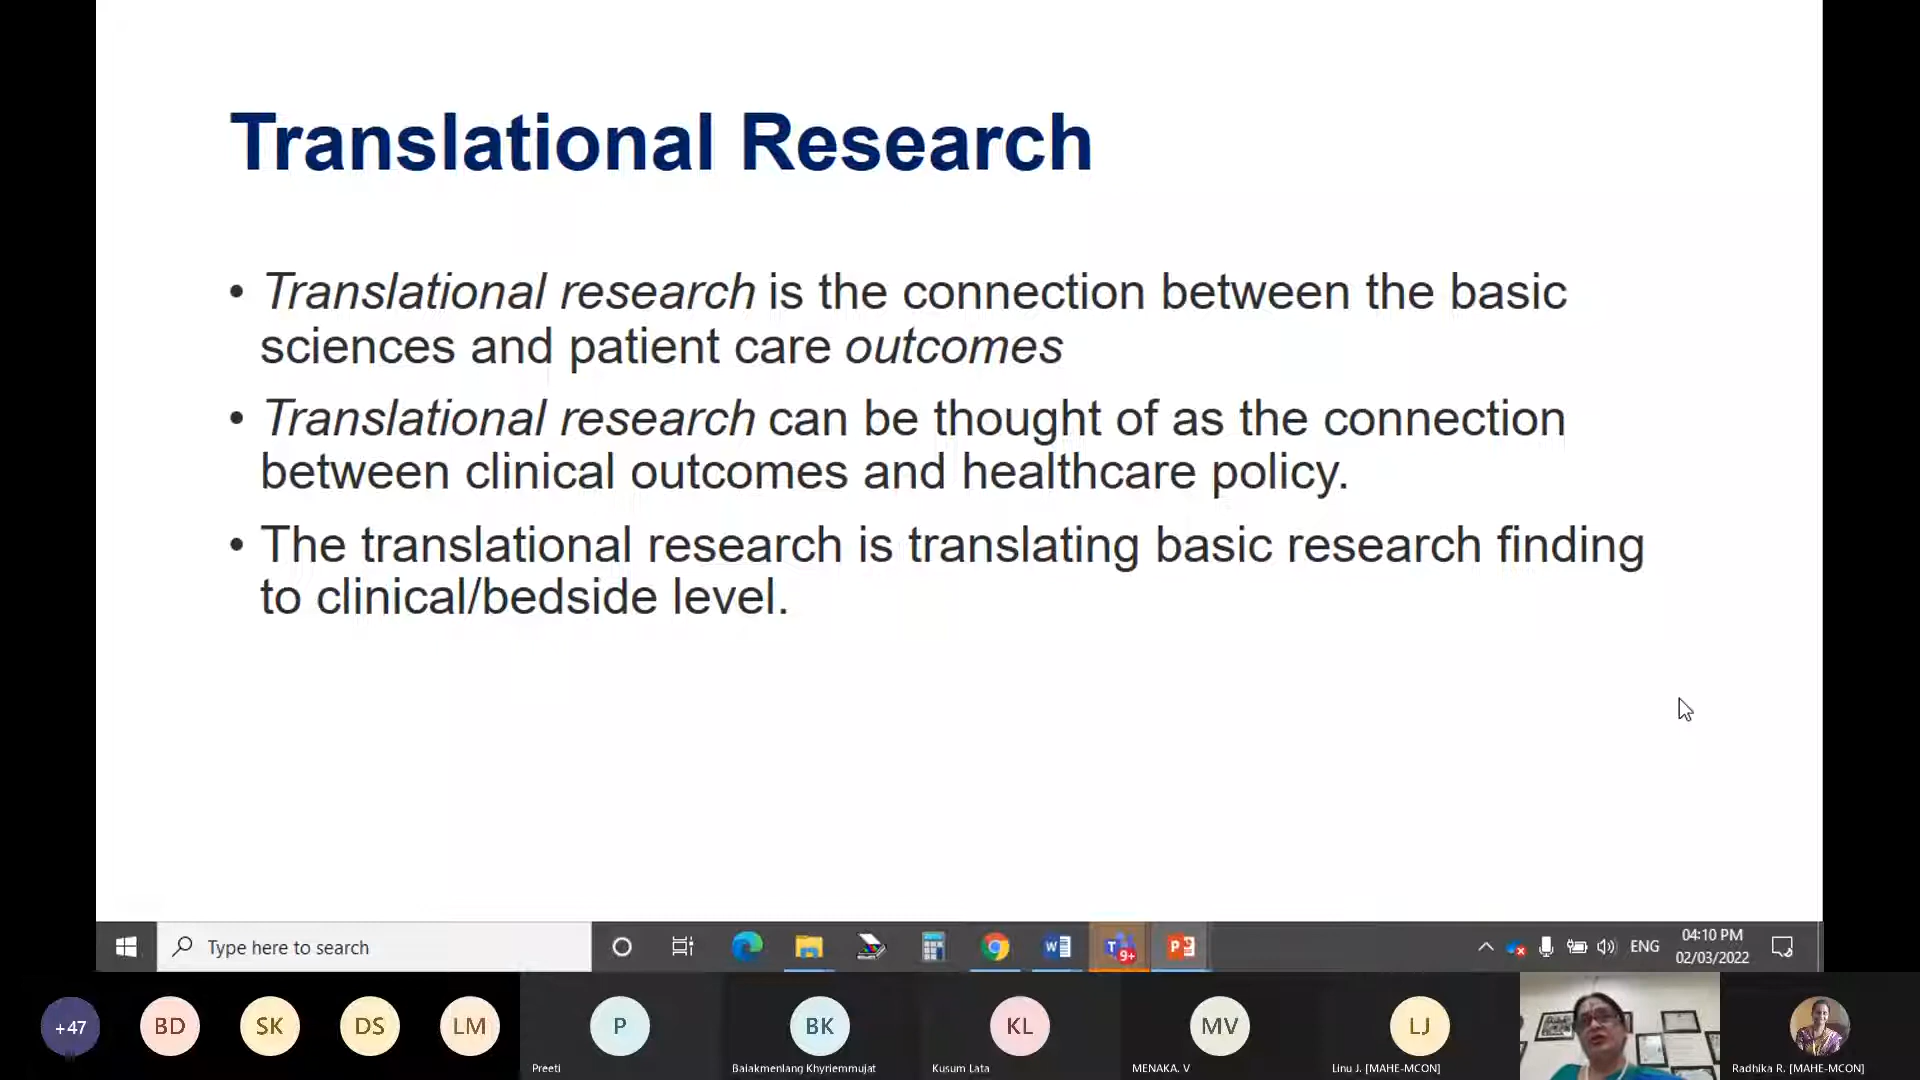 Translational Research
• Translational research is the connection between the basic
sciences and patient care outcomes
• Translational research can be thought of as the connection
between clinical outcomes and healthcare policy.
• The translational research is translating basic research finding
to clinical/bedside level.
Type here to search
9+
ENG
04:10 PM
02/03/2022
+47
BD
SK
DS
LM
P
BK
KL
MV
LJ
Preeti
Baiakmenlang Khyriemmujat
Kusum Lata
MENAKA. V
Linu J. [MAHE-MCON]
Radhika R. [MAHE-MCON]